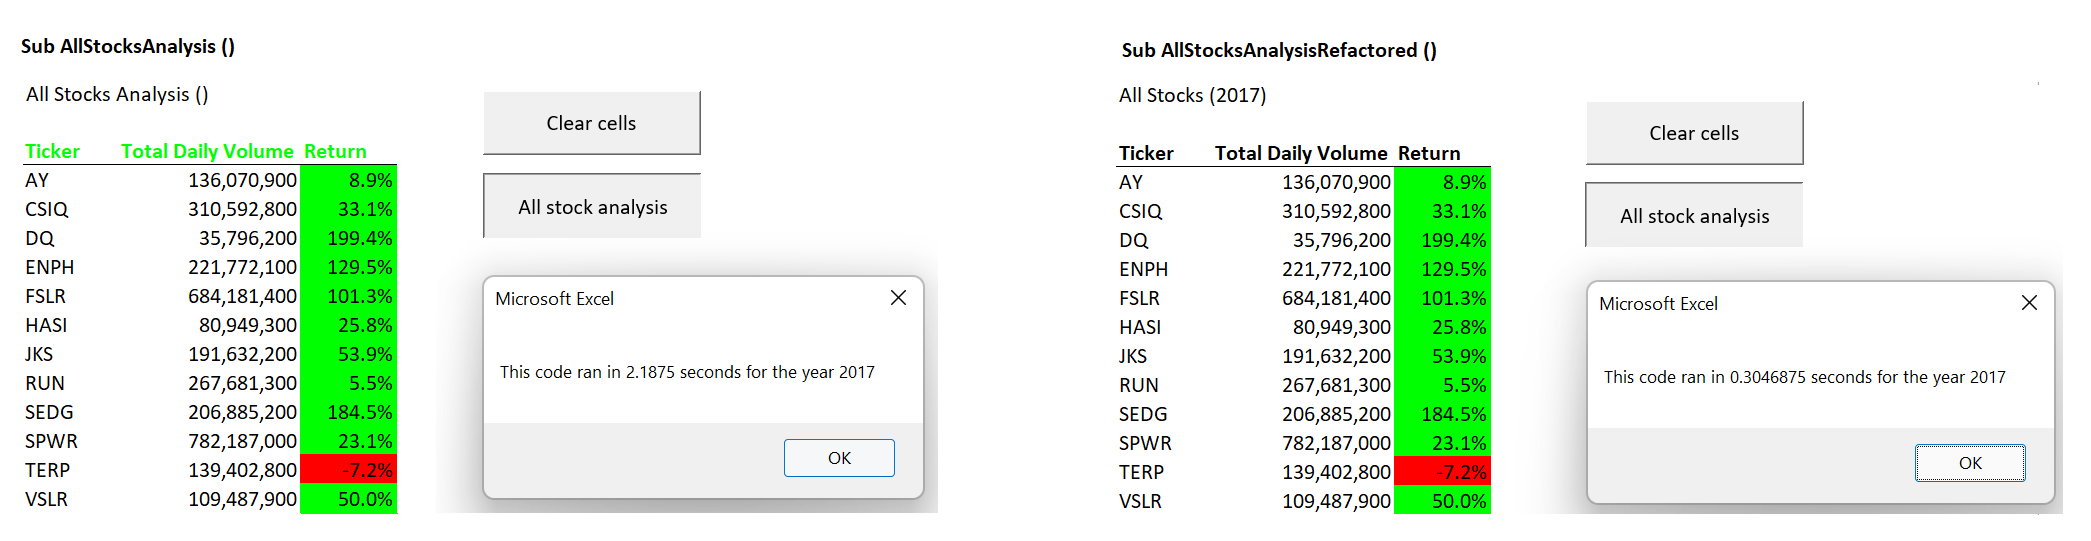 Sub AllStocksAnalysis ()
All Stocks Analysis ()
Clear cells
All stock analysis
Ticker Total Daily Volume Return
AY 136,070,900 8.9%
CSIQ 310,592,800 33.1%
DQ 35,796,200 199.4%
ENPH 221,772,100 129.5%
FSLR 684,181,400 101.3%
HASI 80,949,300 25.8%
JKS 191,632,200 53.9%
RUN 267,681,300 5.5%
SEDG 206,885,200 184.5%
SPWR 782,187,000 23.1%
TERP 139,402,800 -7.2%
VSLR 109,487,900 50.0%
Microsoft Excel
This code ran in 2.1875 seconds for the year 2017
OK
Sub AllStocksAnalysisRefactored ()
All Stocks (2017)
Clear cells
All stock analysis
Ticker Total Daily Volume Return
AY 136,070,900 8.9%
CSIQ 310,592,800 33.1%
DQ 35,796,200 199.4%
ENPH 221,772,100 129.5%
FSLR 684,181,400 101.3%
HASI 80,949,300 25.8%
JKS 191,632,200 53.9%
RUN 267,681,300 5.5%
SEDG 206,885,200 184.5%
SPWR 782,187,000 23.1%
TERP 139,402,800 -7.2%
VSLR 109,487,900 50.0%
Microsoft Excel
This code ran in 0.3046875 seconds for the year 2017
OK